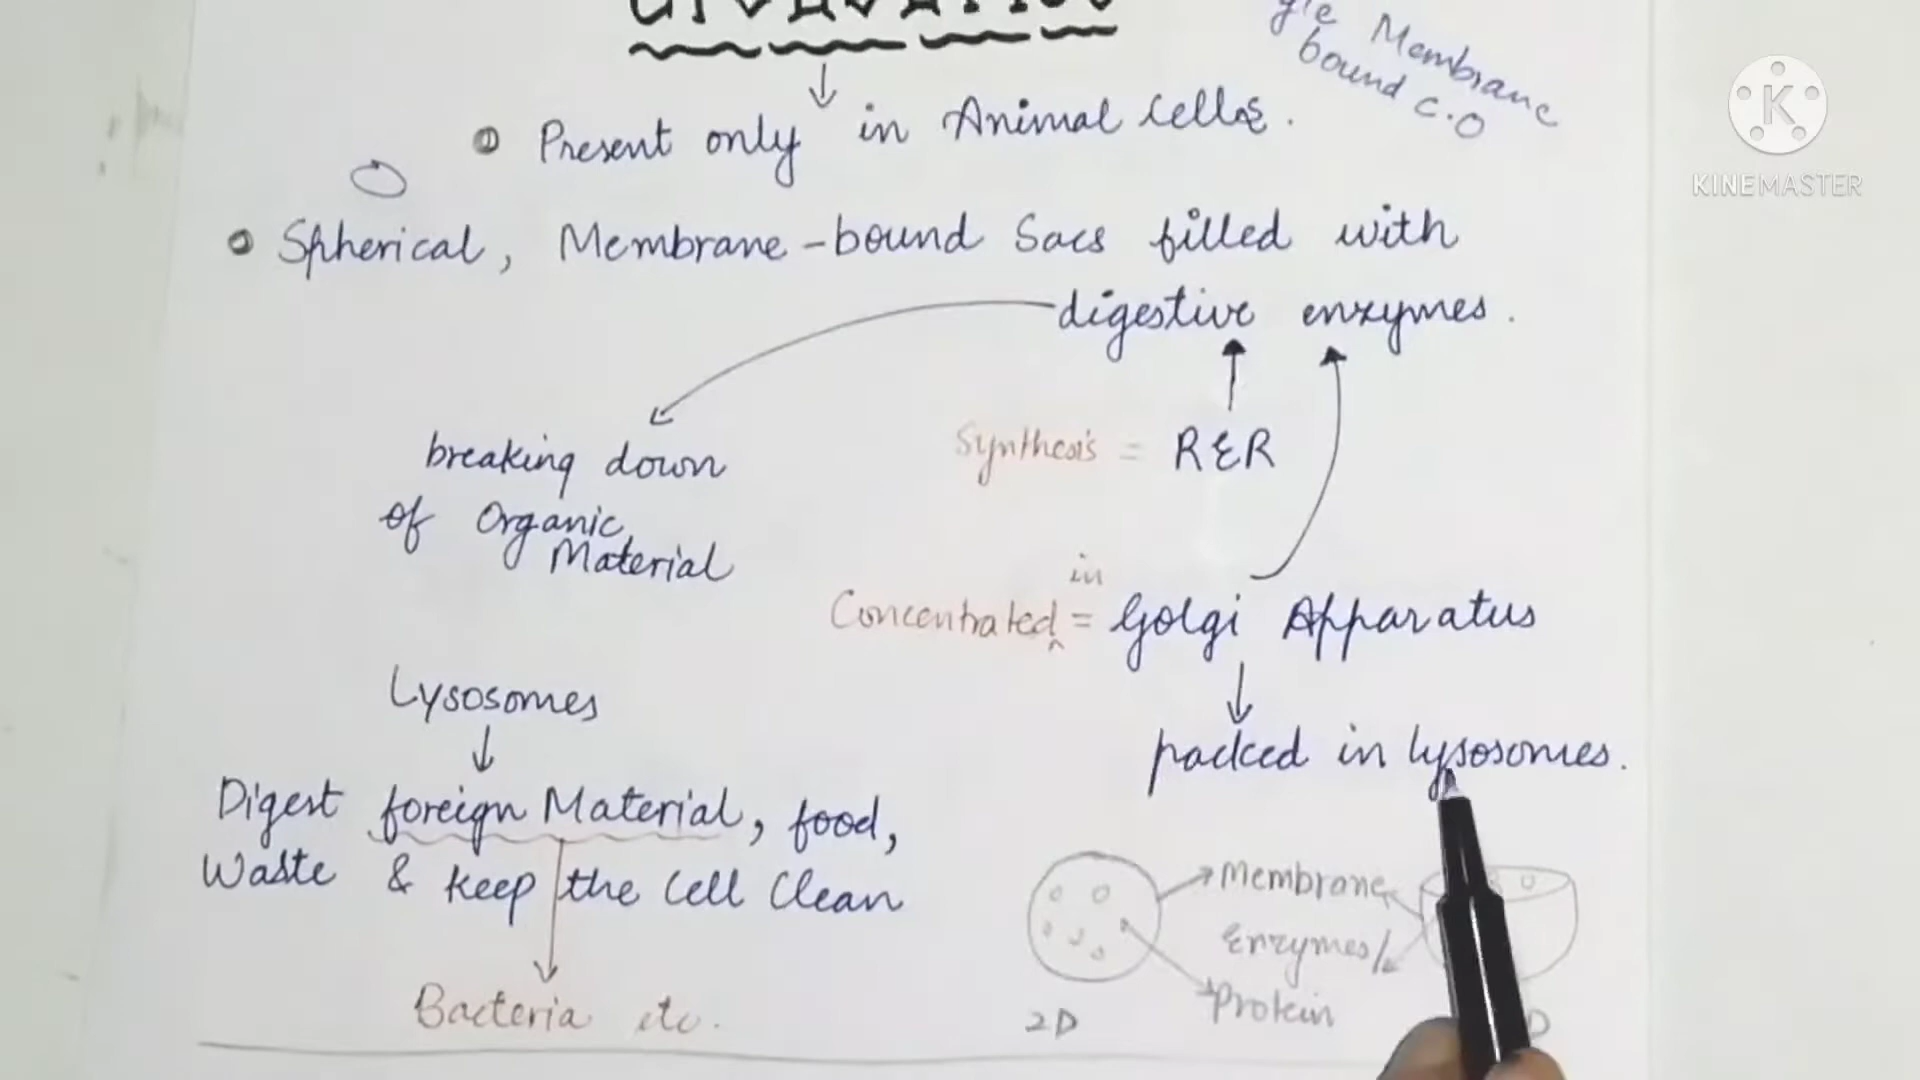 Membrane
bound C.O
Present only in Animal Cells.
Spherical, Membrane-bound Sacs filled with
digestive enzymes.
breaking down
of Organic
Material
Synthesis = RER
in
Concentrated = Golgi Apparatus
packed in lysosomes.
Lysosomes
Digest foreign Material, food,
Waste & keep the Cell Clean
Bacteria etc.
Membrane
Enzymes/
Protein
2D
D
K
KINEMASTER